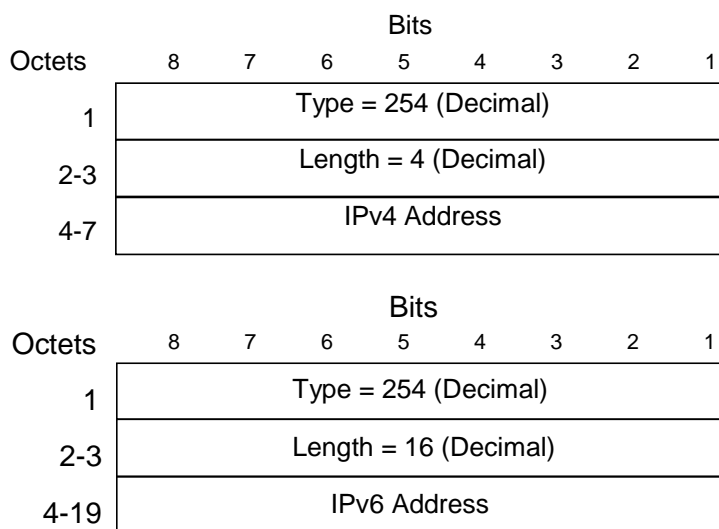 Bits
Octets 8 7 6 5 4 3 2 1
1 Type = 254 (Decimal)
2-3 Length = 4 (Decimal)
4-7 IPv4 Address
Bits
Octets 8 7 6 5 4 3 2 1
1 Type = 254 (Decimal)
2-3 Length = 16 (Decimal)
4-19 IPv6 Address